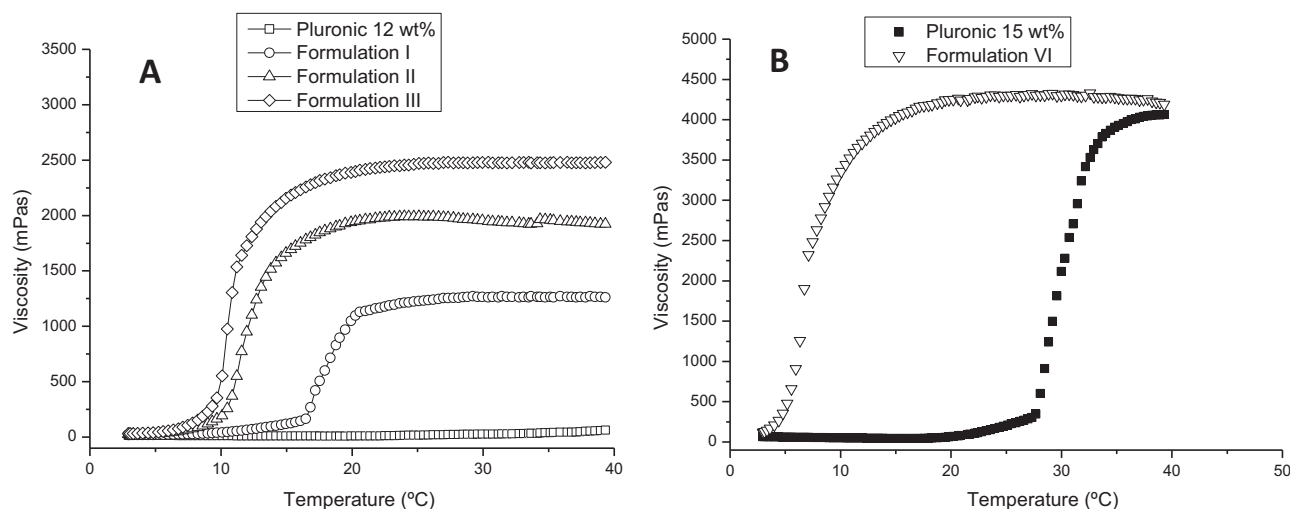 Pluronic 12 wt%
Formulation I
Formulation II
Formulation III
A
3500
3000
2500
2000
1500
1000
500
0
Viscosity (mPas)
0 10 20 30 40
Temperature (ºC)
Pluronic 15 wt%
Formulation VI
B
5000
4500
4000
3500
3000
2500
2000
1500
1000
500
0
Viscosity (mPas)
0 10 20 30 40 50
Temperature (ºC)